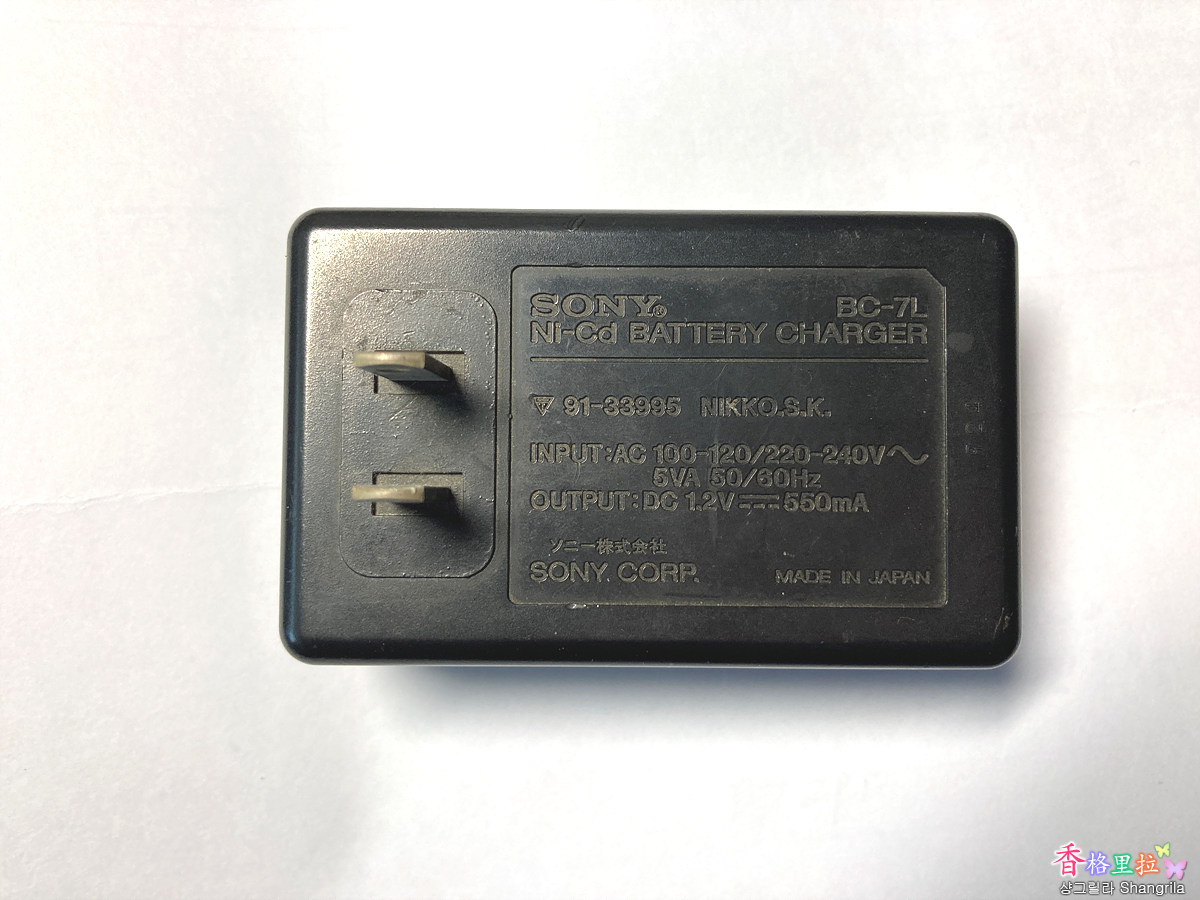 SONY® BC-7L
Ni-Cd BATTERY CHARGER
91-33995 NIKKO.S.K.
INPUT:AC 100-120/220-240V～
5VA 50/60Hz
OUTPUT:DC 1.2V⎓550mA
ソニー株式会社
SONY. CORP. MADE IN JAPAN
香格里拉
샹그릴라 Shangrila